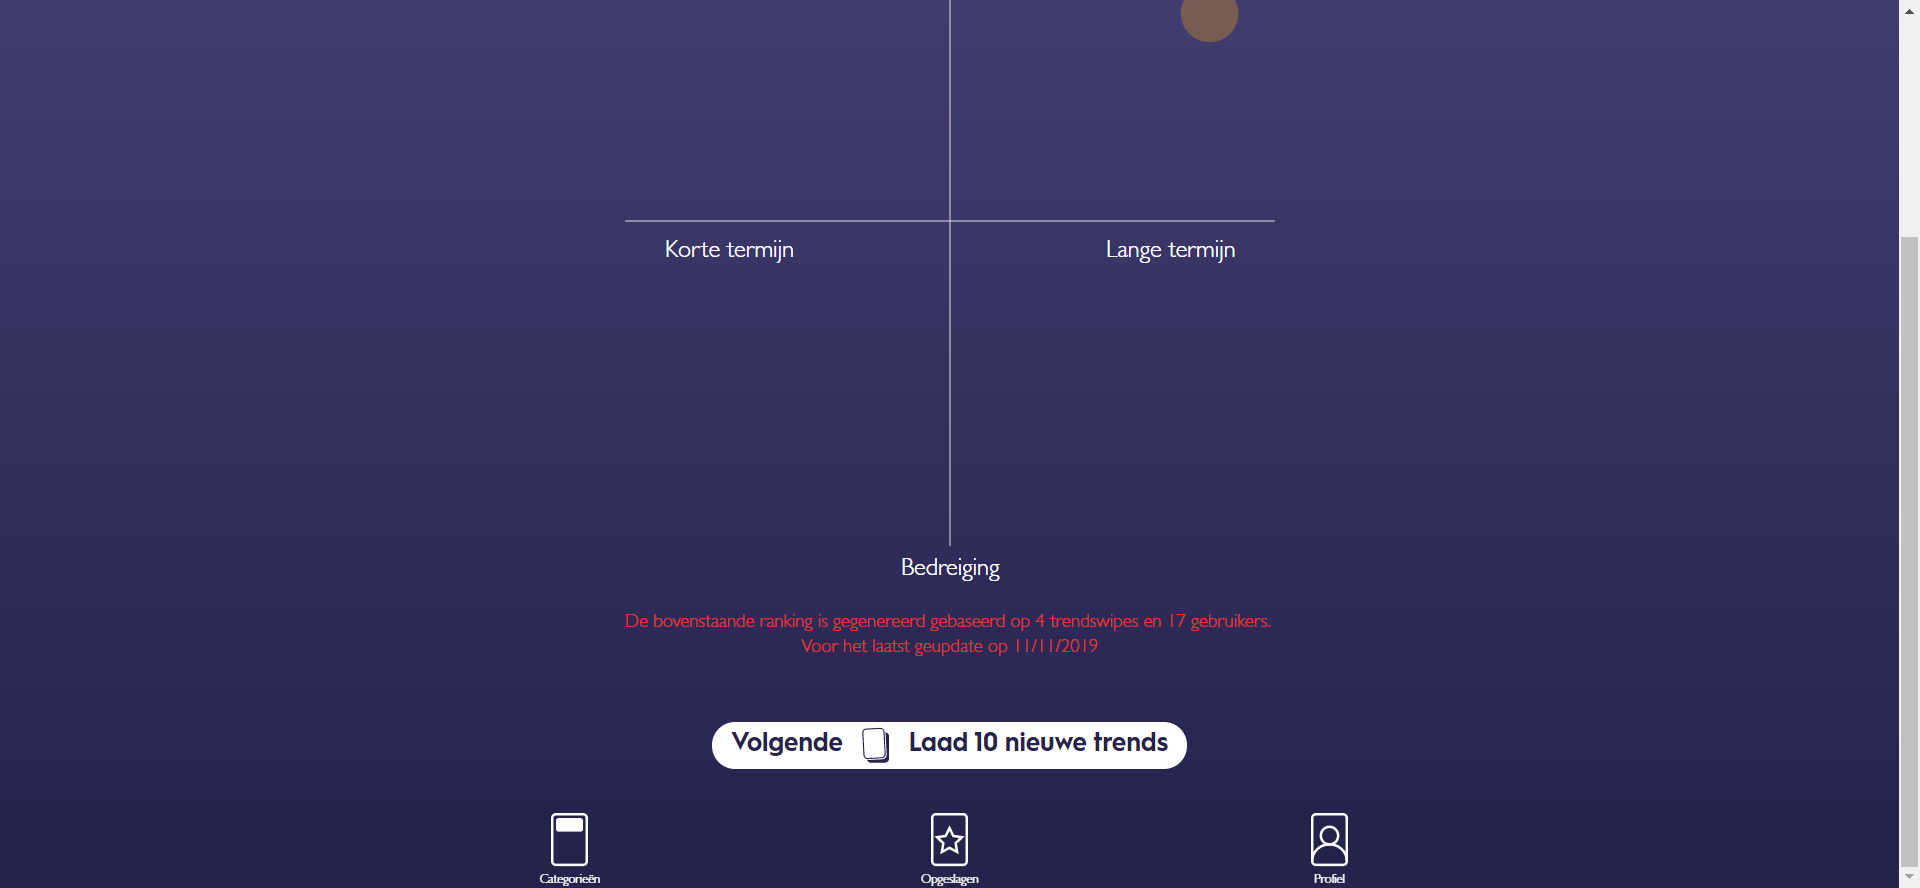 Korte termijn
Lange termijn
Bedreiging
De bovenstaande ranking is gegenereerd gebaseerd op 4 trendswipes en 17 gebruikers.
Voor het laatst geupdate op 11/11/2019
Volgende Laad 10 nieuwe trends
Categorieën
Opgeslagen
Profiel